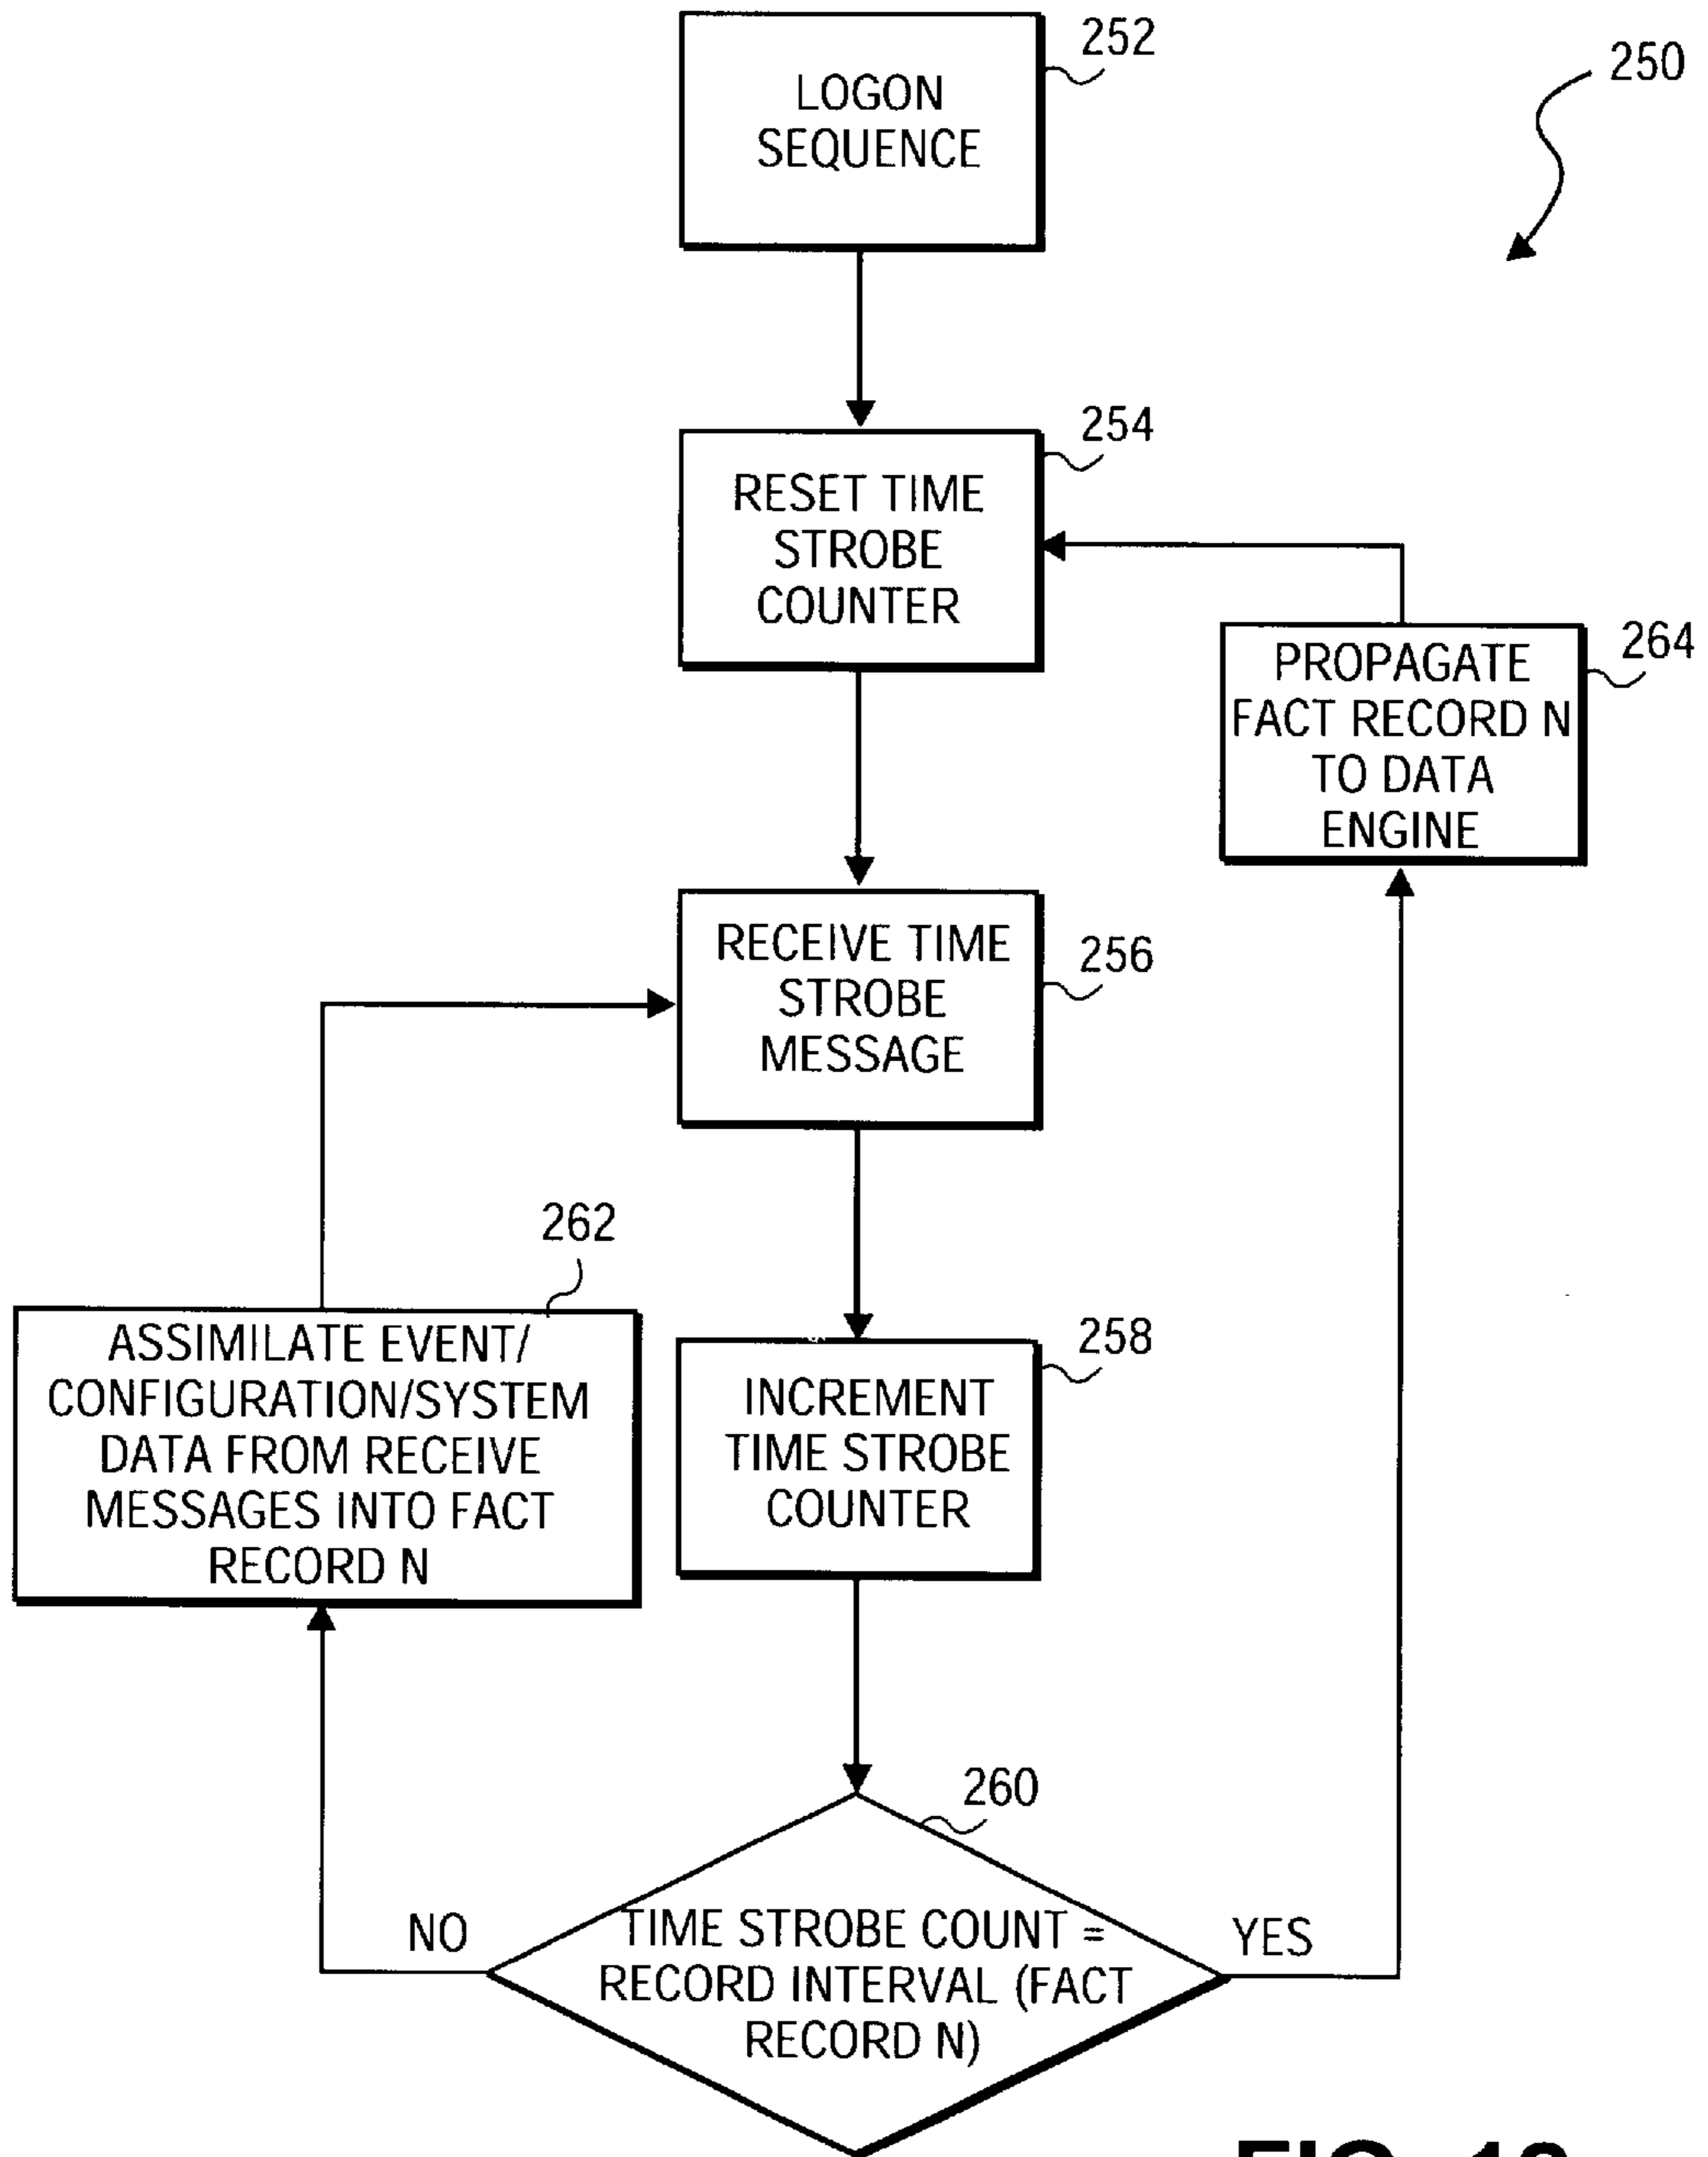 252
LOGON
SEQUENCE
250
254
RESET TIME
STROBE
COUNTER
264
PROPAGATE
FACT RECORD N
TO DATA
ENGINE
RECEIVE TIME
STROBE
MESSAGE
256
262
ASSIMILATE EVENT/
CONFIGURATION/SYSTEM
DATA FROM RECEIVE
MESSAGES INTO FACT
RECORD N
258
INCREMENT
TIME STROBE
COUNTER
260
NO
TIME STROBE COUNT =
RECORD INTERVAL (FACT
RECORD N)
YES